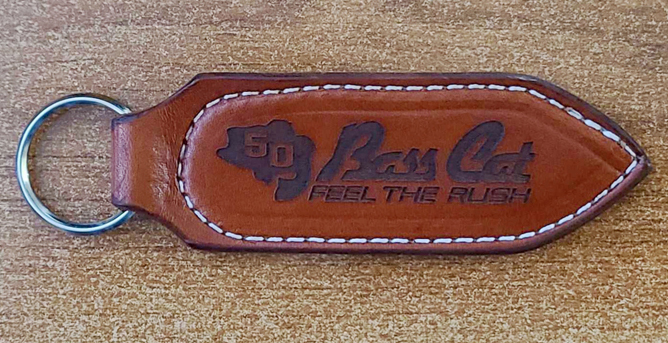 50
Bass Cat
FEEL THE RUSH